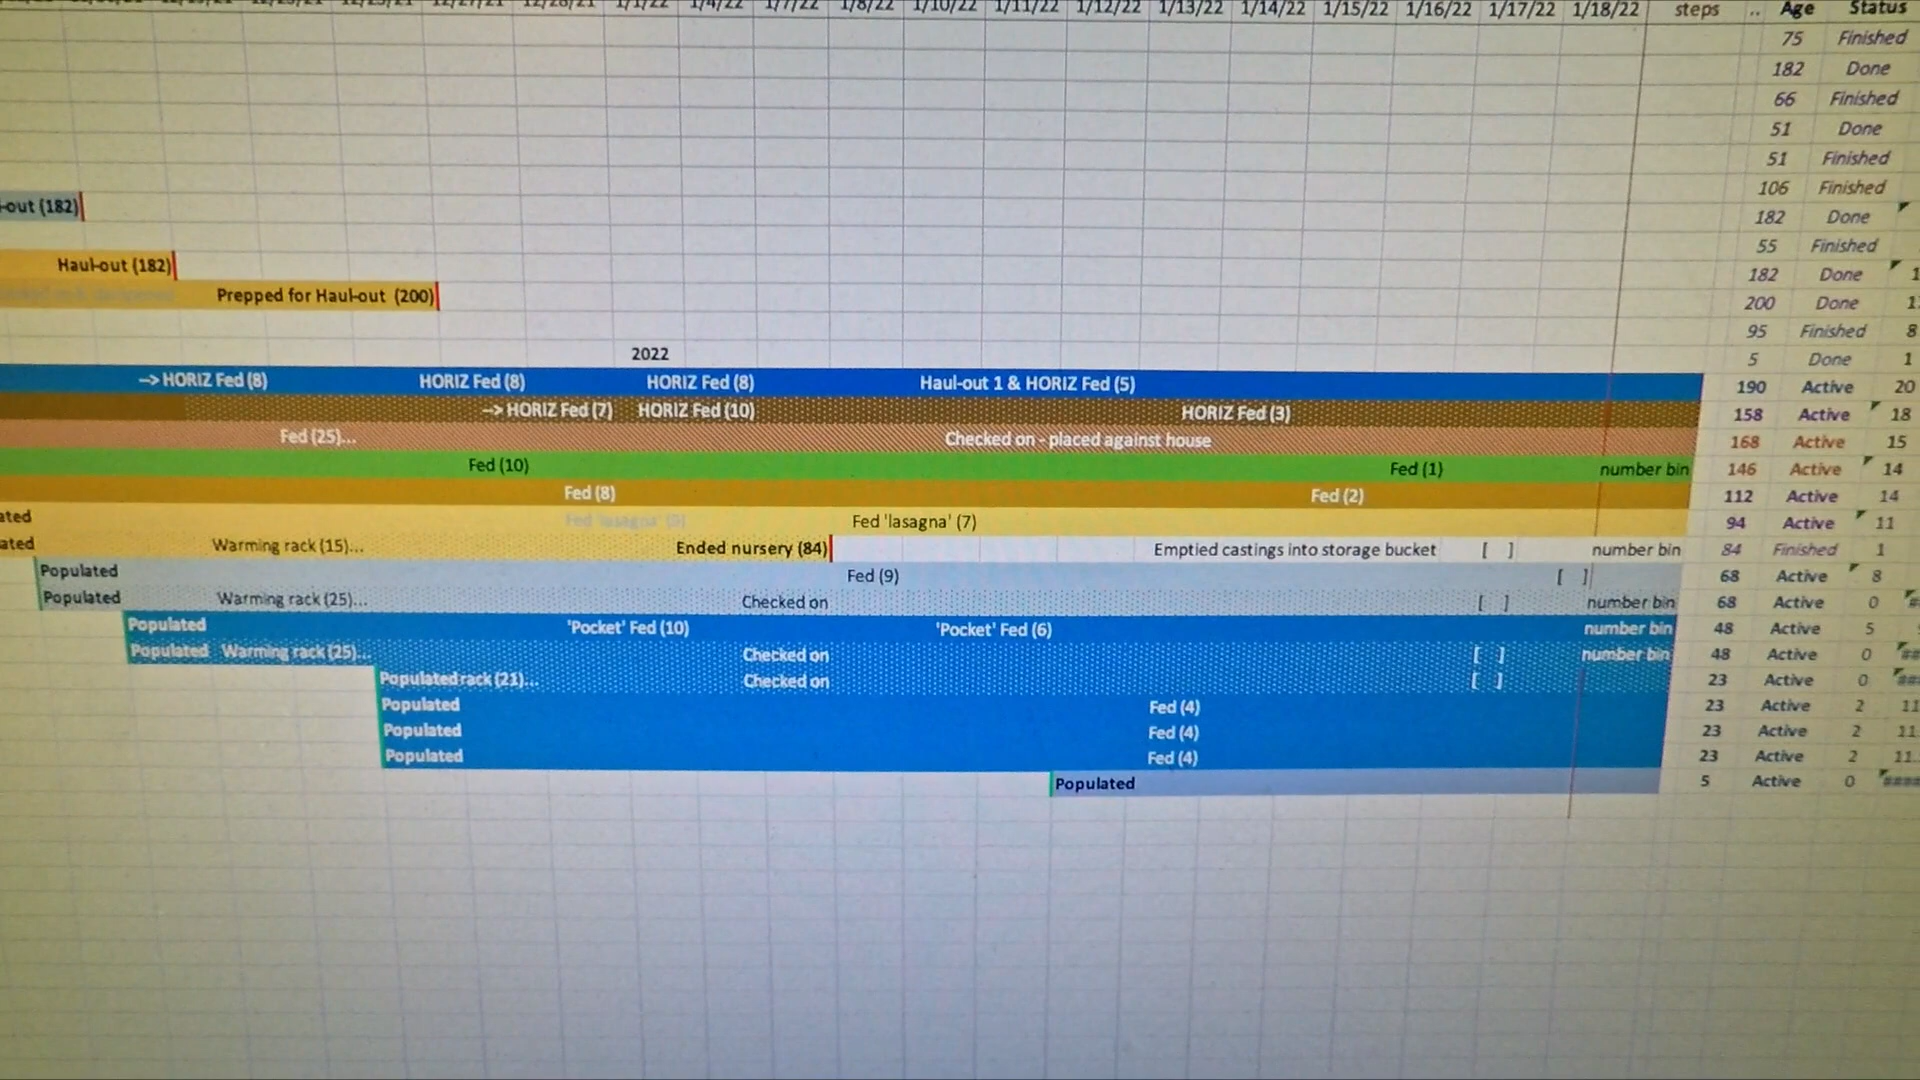 1/1/22 1/4/22 1/7/22 1/8/22 1/10/22 1/11/22 1/12/22 1/13/22 1/14/22 1/15/22 1/16/22 1/17/22 1/18/22 steps .. Age Status
75 Finished
182 Done
66 Finished
51 Done
51 Finished
106 Finished
-out (182) 182 Done
55 Finished
Haul-out (182) 182 Done 1
Prepped for Haul-out (200) 200 Done
95 Finished 8
2022 5 Done 1
--> HORIZ Fed (8) HORIZ Fed (8) HORIZ Fed (8) Haul-out 1 & HORIZ Fed (5) 190 Active 20
--> HORIZ Fed (7) HORIZ Fed (10) HORIZ Fed (3) 158 Active 18
Fed (25)... Checked on - placed against house 168 Active 15
Fed (10) Fed (1) number bin 146 Active 14
Fed (8) Fed (2) 112 Active 14
ated Fed 'lasagna' (7) 94 Active 11
ated Warming rack (15)... Ended nursery (84) Emptied castings into storage bucket [ ] number bin 84 Finished 1
Populated Fed (9) [ ] 68 Active 8
Populated Warming rack (25)... Checked on [ ] number bin 68 Active 0
Populated 'Pocket' Fed (10) 'Pocket' Fed (6) number bin 48 Active 5
Populated Warming rack (25)... Checked on [ ] number bin 48 Active 0 ##
Populated rack (21)... Checked on [ ] 23 Active 0 ##
Populated Fed (4) 23 Active 2 11
Populated Fed (4) 23 Active 2 11
Populated Fed (4) 23 Active 2 11.
Populated 5 Active 0 ####